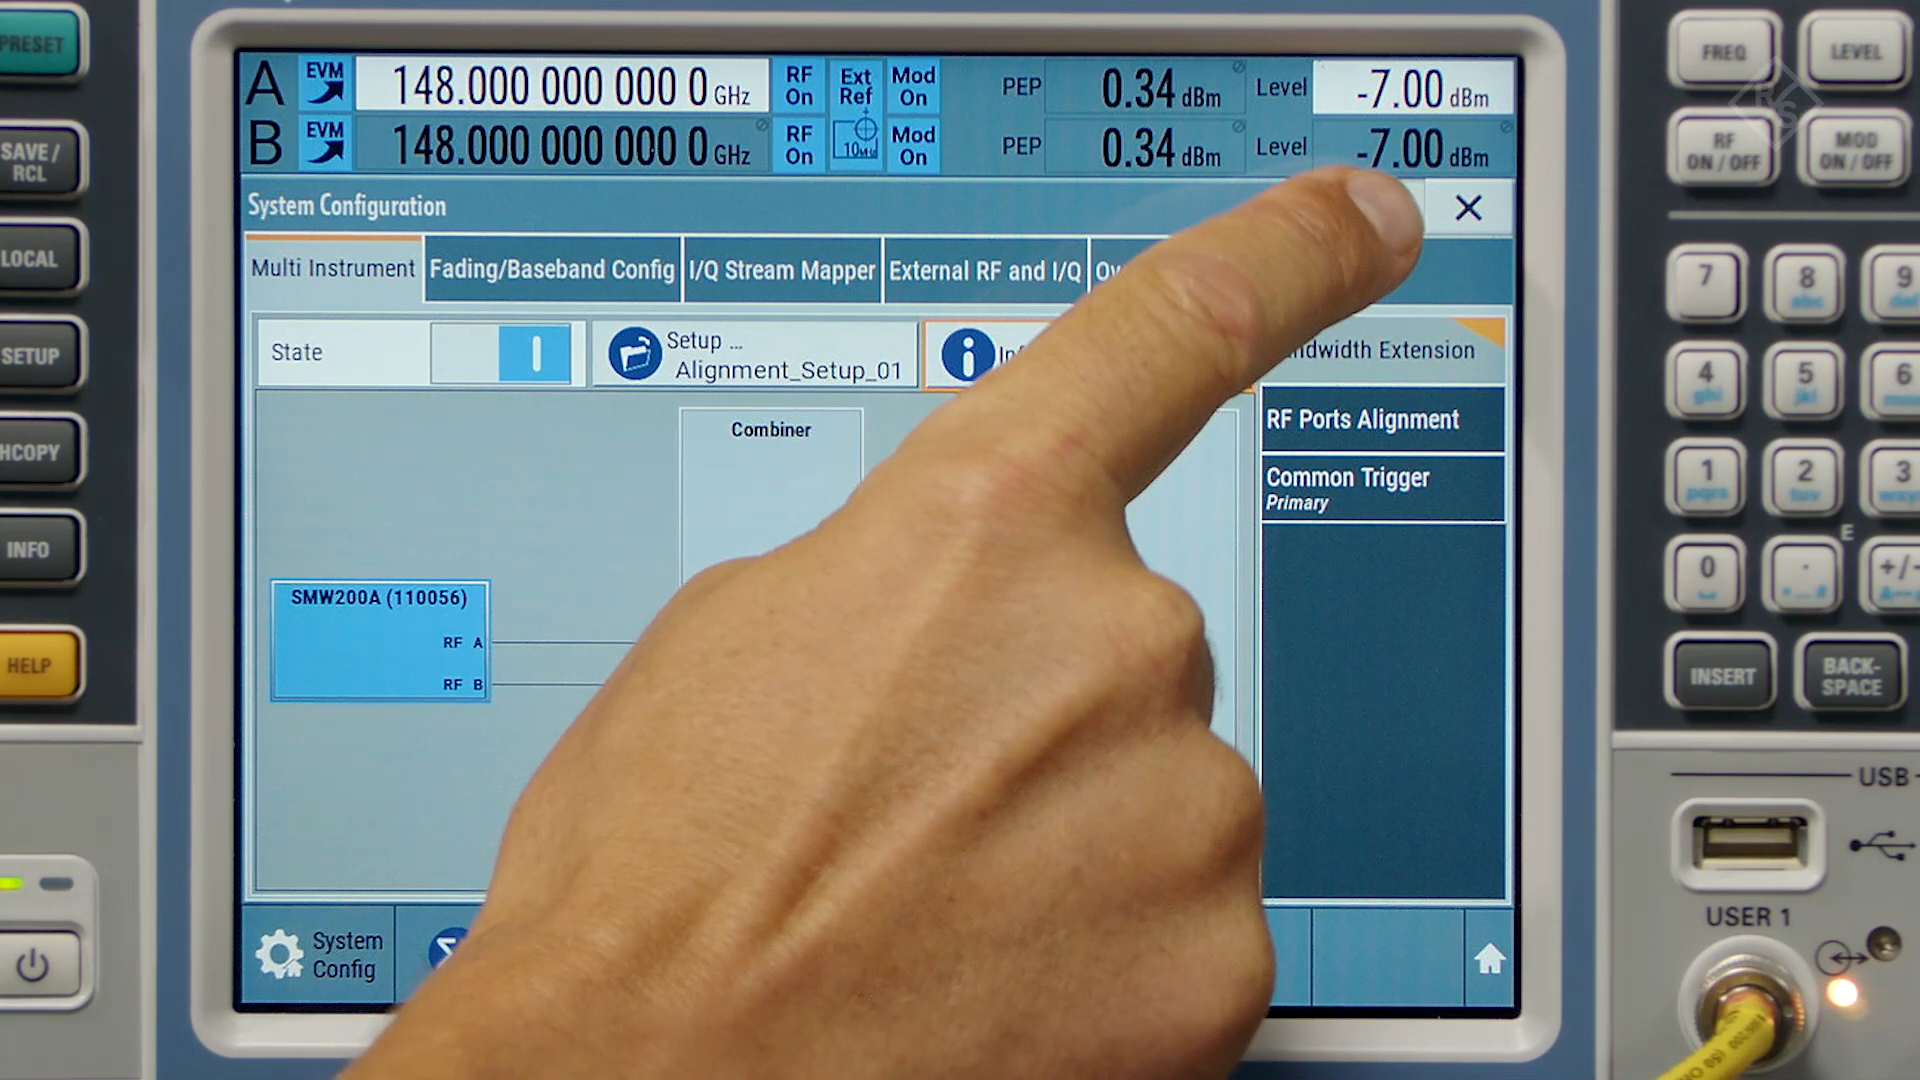 PRESET
SAVE /
RCL
LOCAL
SETUP
HCOPY
INFO
HELP
A
EVM
148.000 000 000 0 GHz
RF
On
Ext
Ref
Mod
On
PEP
0.34 dBm
Level
-7.00 dBm
B
EVM
148.000 000 000 0 GHz
RF
On
10MHz
Mod
On
PEP
0.34 dBm
Level
-7.00 dBm
System Configuration
Multi Instrument
Fading/Baseband Config
I/Q Stream Mapper
External RF and I/Q
State
Setup ...
Alignment_Setup_01
Extension
RF Ports Alignment
Common Trigger
Primary
Combiner
SMW200A (110056)
RF A
RF B
System
Config
FREQ
LEVEL
RF
ON / OFF
MOD
ON / OFF
7
8
abc
9
4
ghi
5
jkl
6
1
pqrs
2
tuv
3
E
0
.
+/-
INSERT
BACK-
SPACE
USB
USER 1